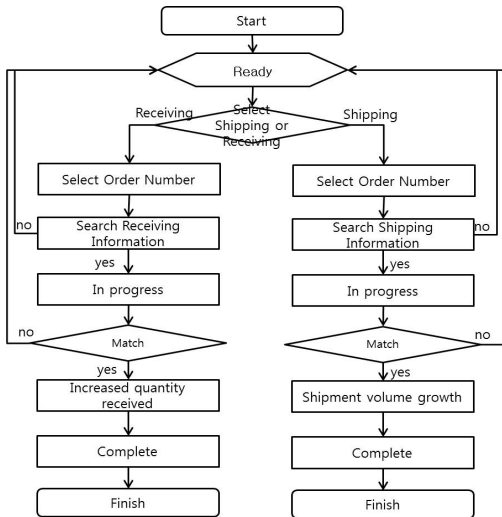 Start
Ready
Receiving
Select
Shipping or
Receiving
Shipping
Select Order Number
Select Order Number
no
Search Receiving
Information
Search Shipping
Information
no
yes
yes
In progress
In progress
no
Match
Match
no
yes
yes
Increased quantity
received
Shipment volume growth
Complete
Complete
Finish
Finish